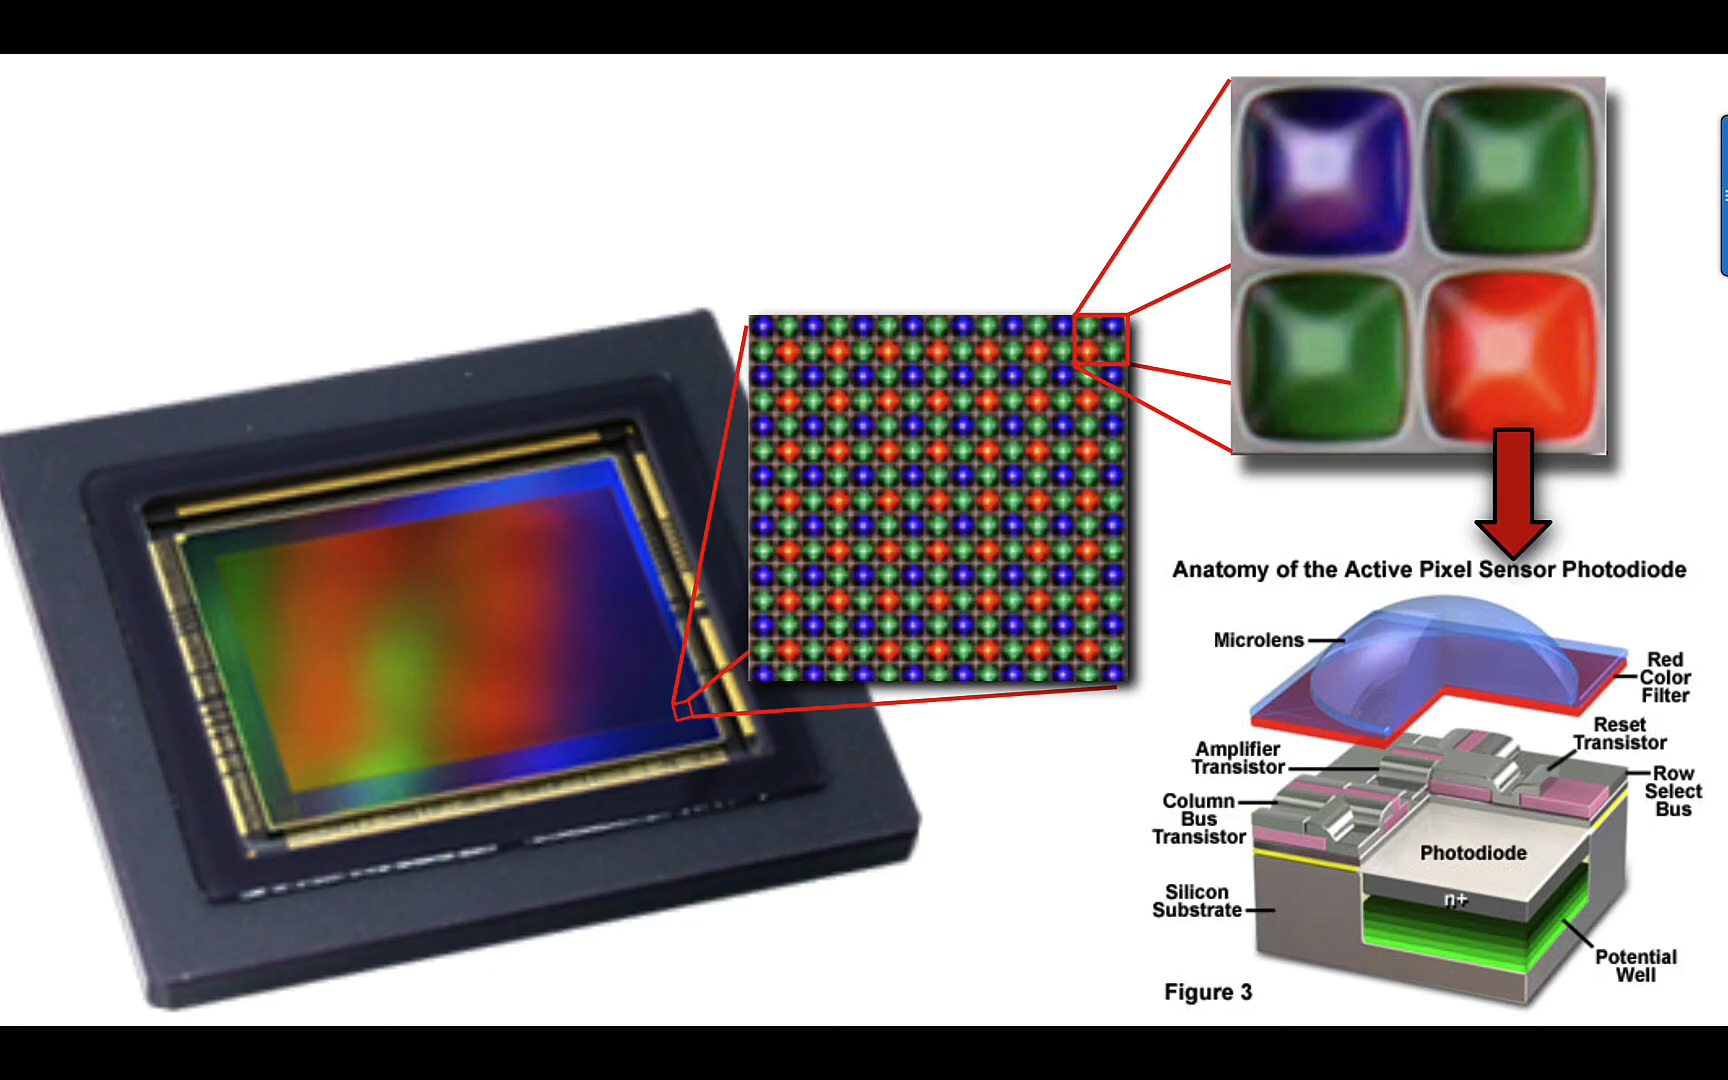 Anatomy of the Active Pixel Sensor Photodiode
Microlens
Red
Color
Filter
Reset
Transistor
Amplifier
Transistor
Row
Select
Bus
Column
Bus
Transistor
Photodiode
n+
Silicon
Substrate
Potential
Well
Figure 3